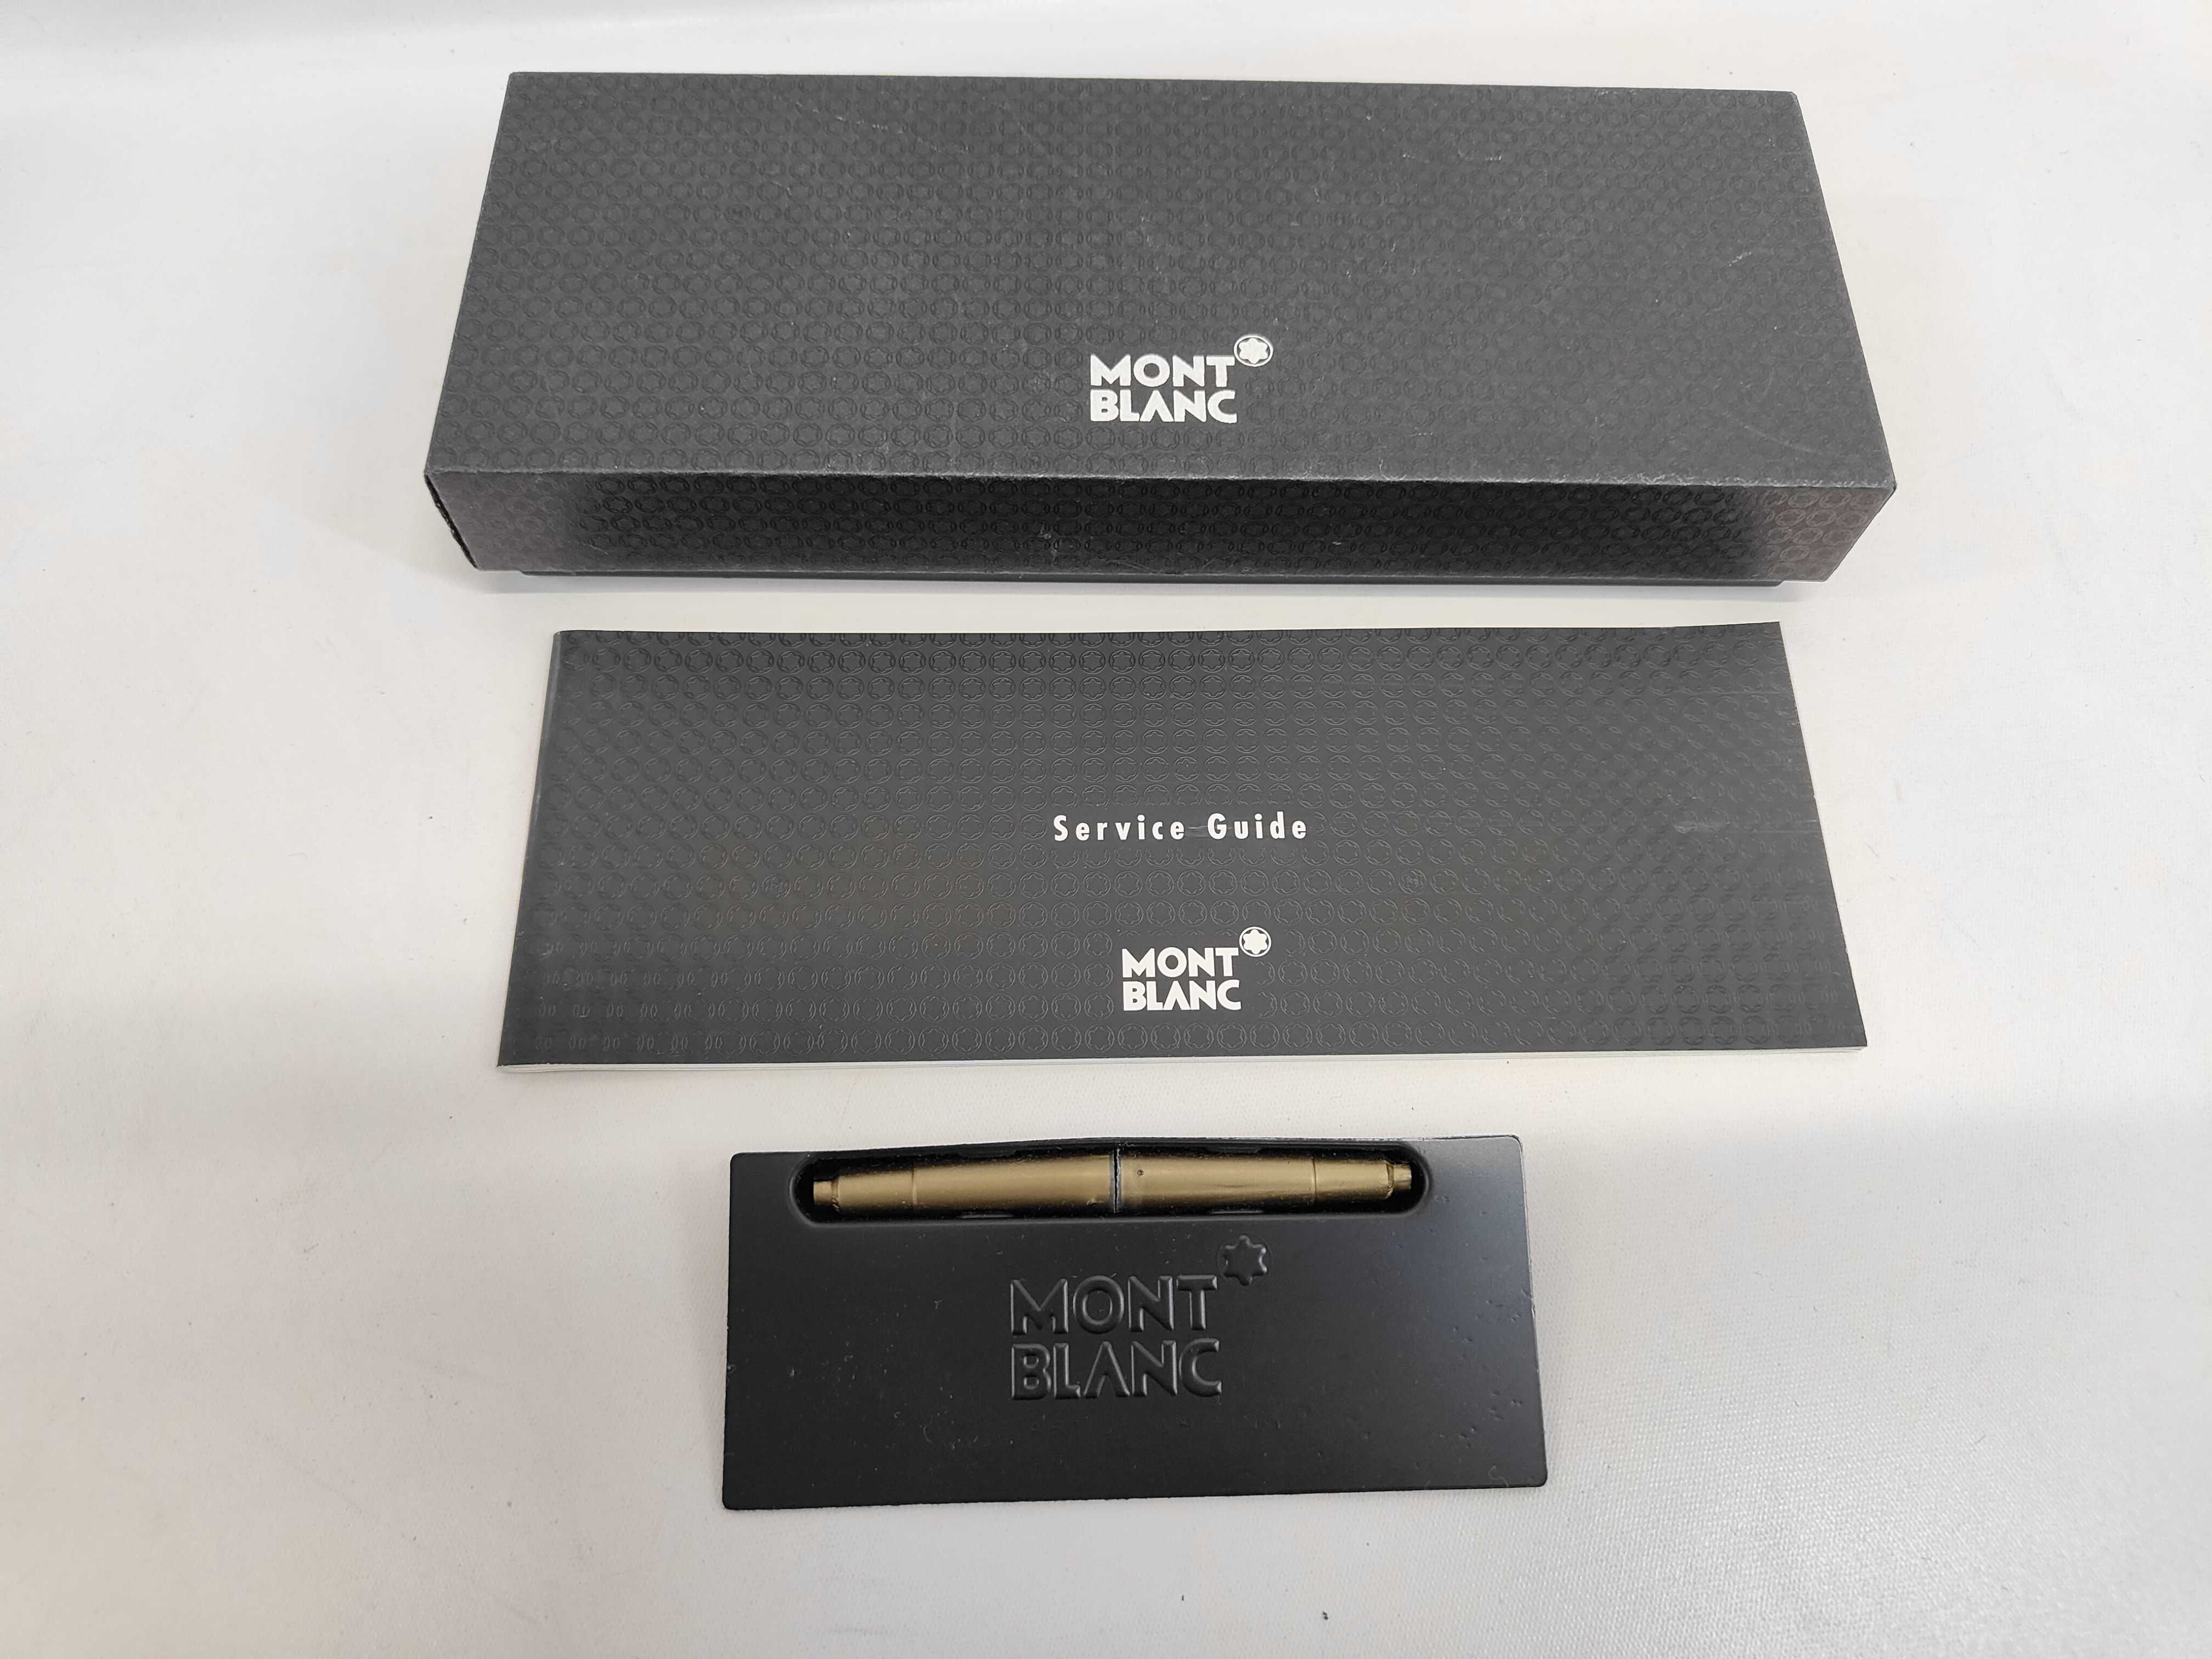 MONT
BLANC
Service Guide
MONT
BLANC
MONT
BLANC